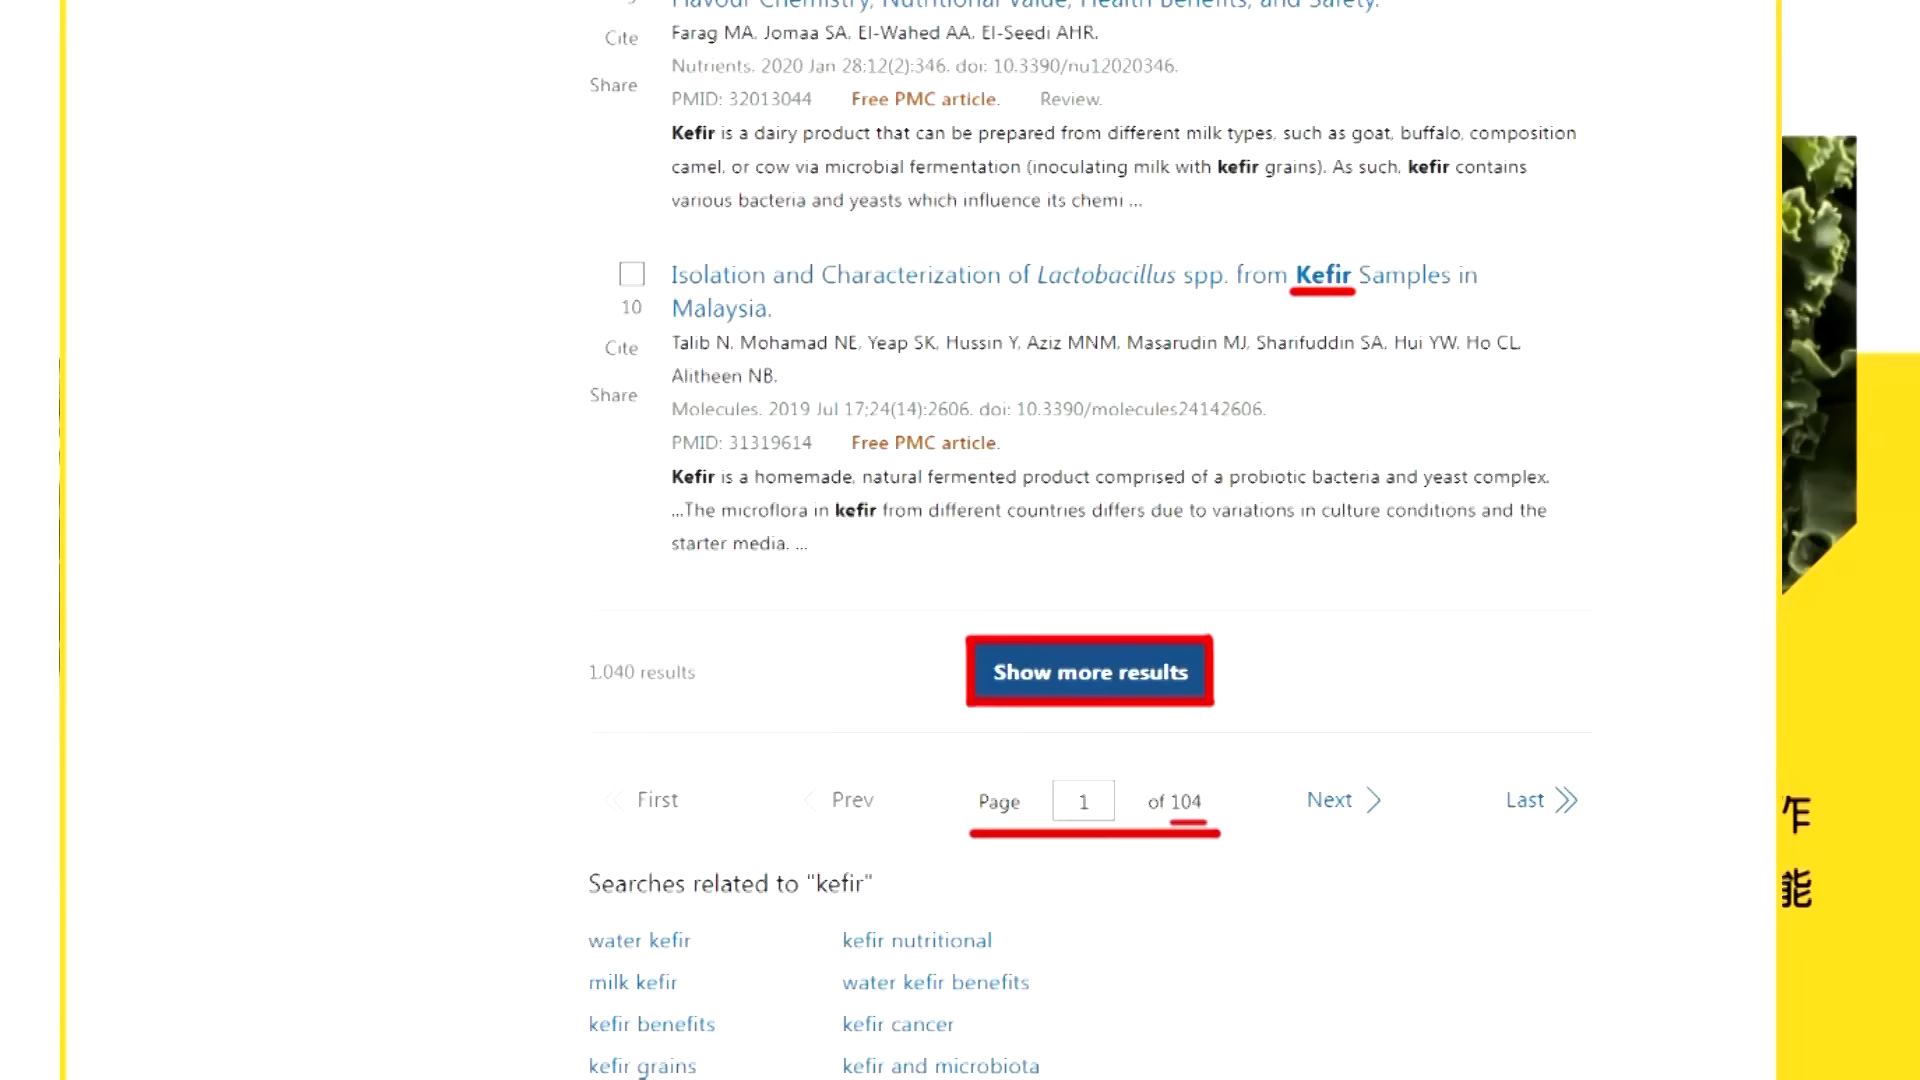 Flavour Chemistry, Nutritional Value, Health Benefits, and Safety.
Cite
Farag MA, Jomaa SA, El-Wahed AA, El-Seedi AHR.
Nutrients. 2020 Jan 28;12(2):346. doi: 10.3390/nu12020346.
Share
PMID: 32013044 Free PMC article. Review.
Kefir is a dairy product that can be prepared from different milk types, such as goat, buffalo, composition
camel, or cow via microbial fermentation (inoculating milk with kefir grains). As such, kefir contains
various bacteria and yeasts which influence its chemi ...
Isolation and Characterization of Lactobacillus spp. from Kefir Samples in
10
Malaysia.
Cite
Talib N, Mohamad NE, Yeap SK, Hussin Y, Aziz MNM, Masarudin MJ, Sharifuddin SA, Hui YW, Ho CL,
Alitheen NB.
Share
Molecules. 2019 Jul 17;24(14):2606. doi: 10.3390/molecules24142606.
PMID: 31319614 Free PMC article.
Kefir is a homemade, natural fermented product comprised of a probiotic bacteria and yeast complex.
...The microflora in kefir from different countries differs due to variations in culture conditions and the
starter media. ...
1,040 results
Show more results
First Prev Page 1 of 104 Next Last
Searches related to "kefir"
water kefir kefir nutritional
milk kefir water kefir benefits
kefir benefits kefir cancer
kefir grains kefir and microbiota
乍
能